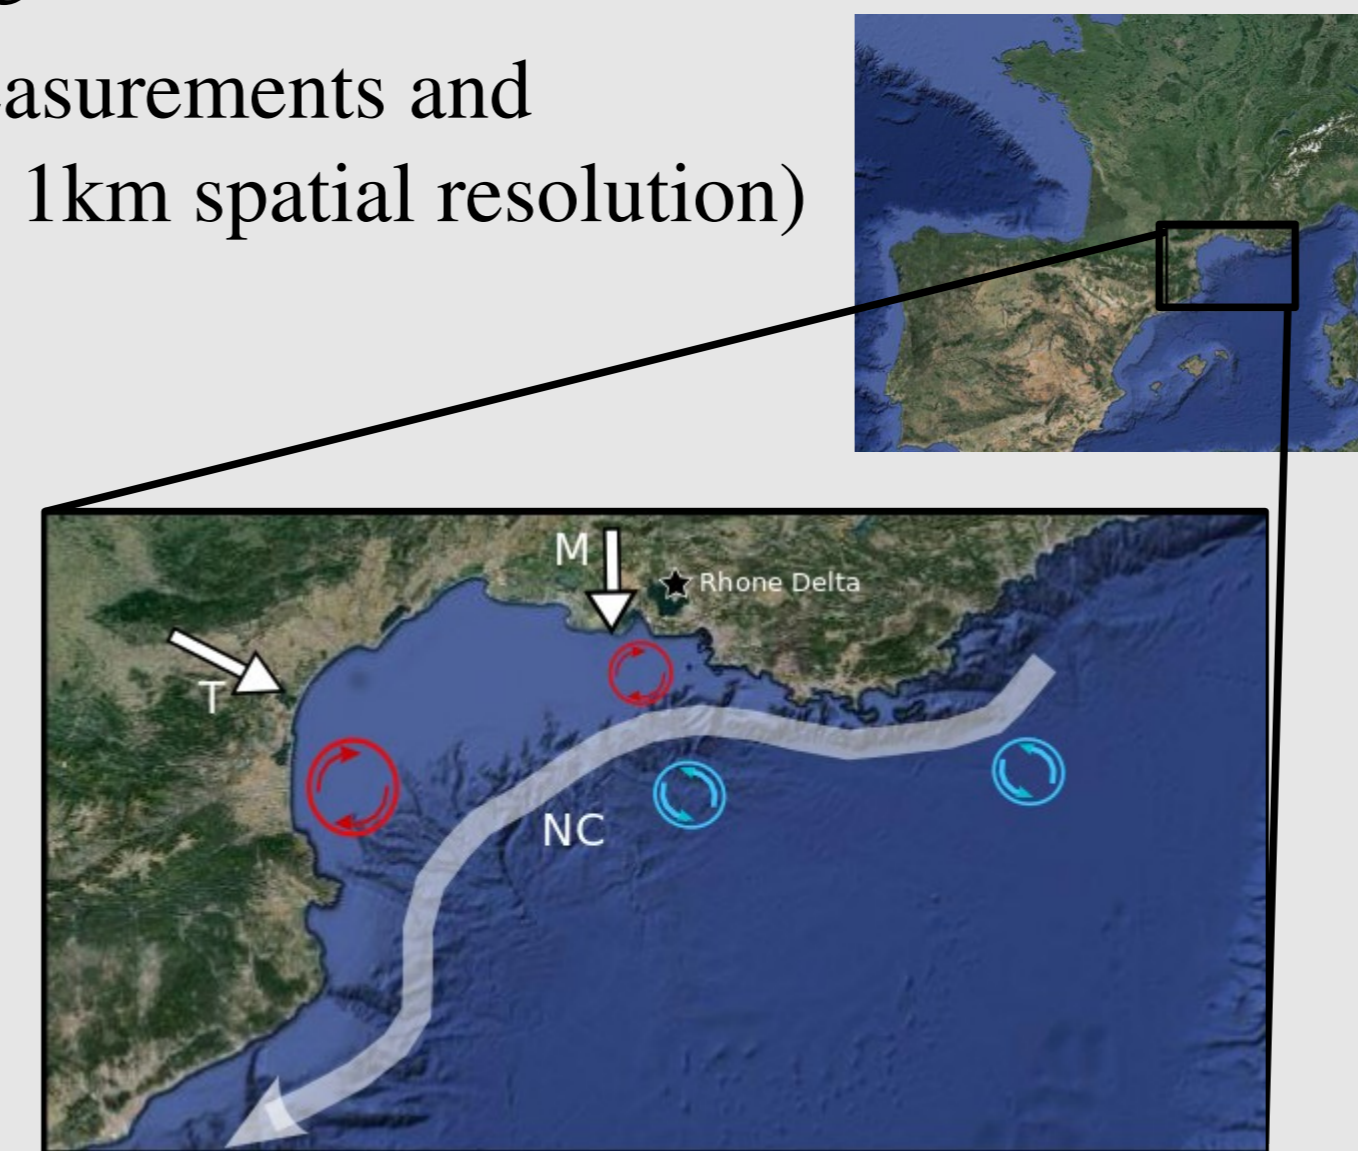 asurements and
1km spatial resolution)
M
Rhone Delta
T
NC